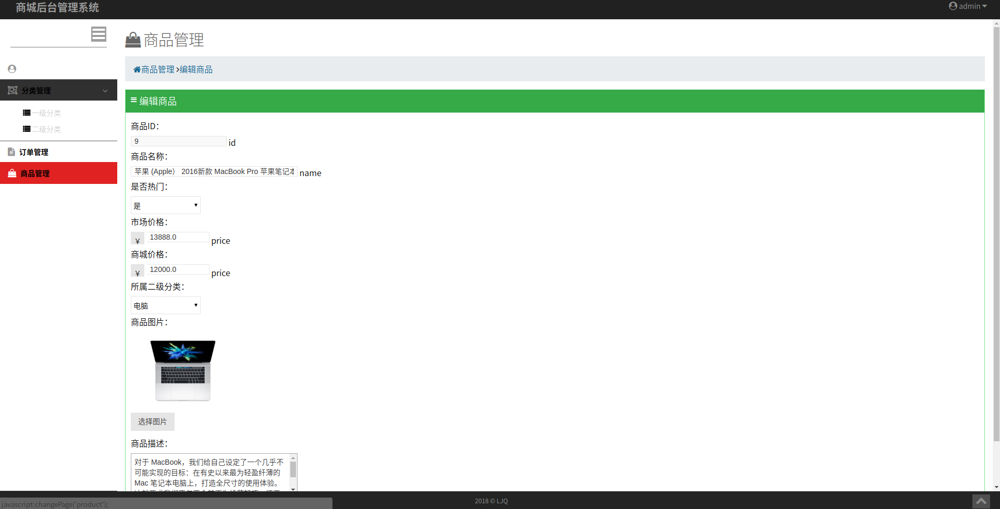 商城后台管理系统
admin
商品管理
商品管理
编辑商品
分类管理
一级分类
二级分类
订单管理
商品管理
编辑商品
商品ID：
9
id
商品名称：
苹果 (Apple） 2016新款 MacBook Pro 苹果笔记本
name
是否热门：
是
市场价格：
¥ 13888.0 price
商城价格：
¥ 12000.0 price
所属二级分类：
电脑
商品图片：
选择图片
商品描述：
对于 MacBook，我们给自己设定了一个几乎不
可能实现的目标：在有史以来最为轻盈纤薄的
Mac 笔记本电脑上，打造全尺寸的使用体验。
javascript:changePage('product');
2018 © LJQ